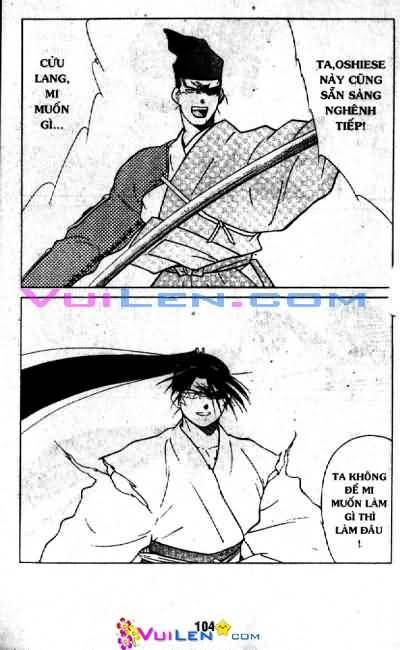 CỬU
LANG,
MI
MUỐN
GÌ...
TA,OSHIESE
NÀY CŨNG
SẴN SÀNG
NGHÊNH
TIẾP!
VuiLen.com
TA KHÔNG
ĐỂ MI
MUỐN LÀM
GÌ THÌ
LÀM ĐÂU
!
104
VuiLen.com